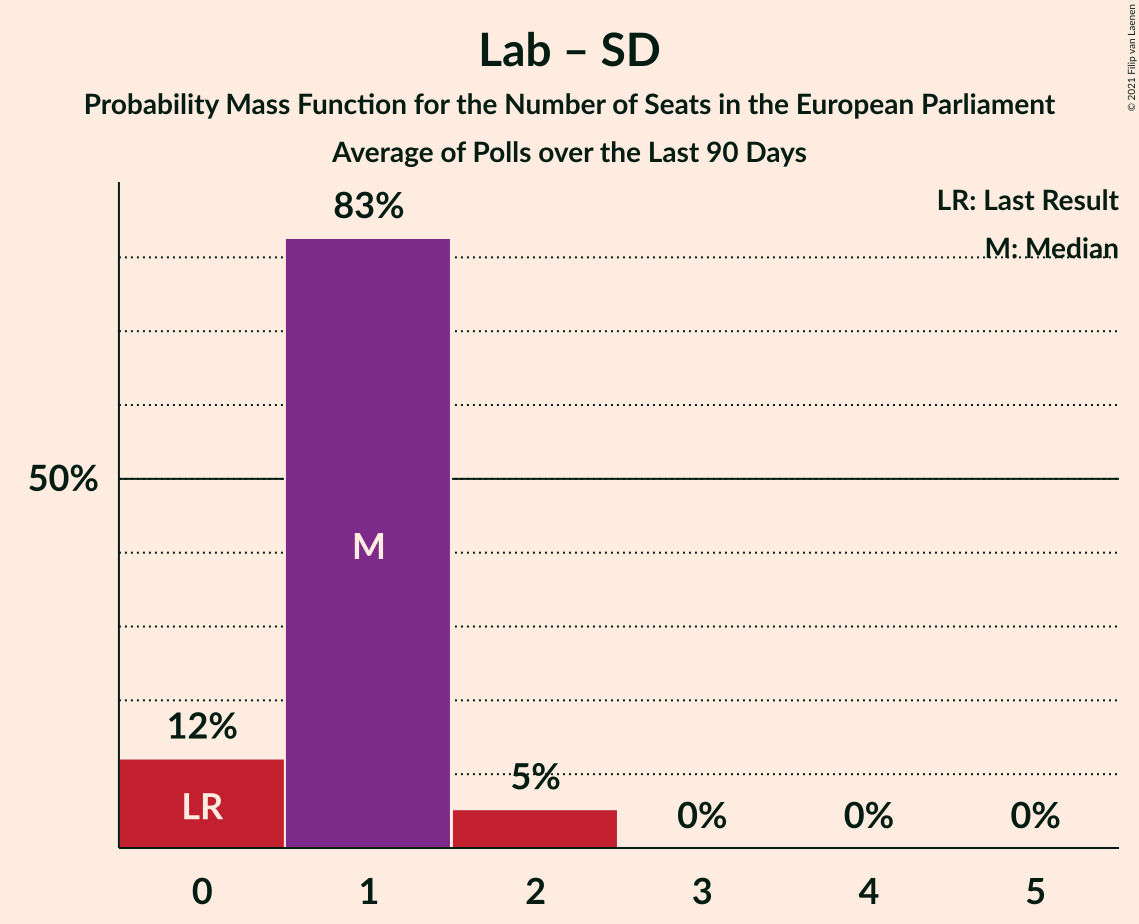 Lab – SD
Probability Mass Function for the Number of Seats in the European Parliament
Average of Polls over the Last 90 Days
© 2021 Filip van Laenen
LR: Last Result
M: Median
83%
50%
M
12%
LR
5%
0%
0%
0%
0
1
2
3
4
5